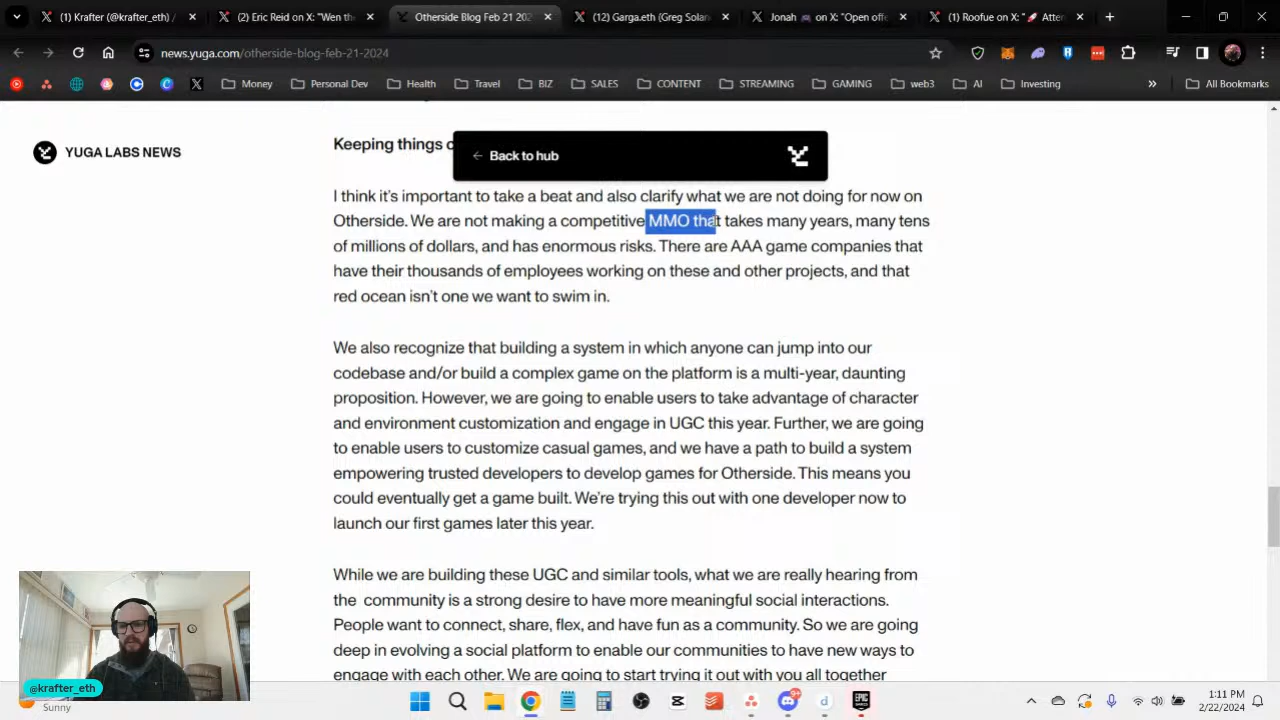 (1) Krafter (@krafter_eth) /
(2) Eric Reid on X: "Wen the
Otherside Blog Feb 21 202
(12) Garga.eth (Greg Solan
Jonah on X: "Open off
(1) Roofue on X: "🚀 Atten
news.yuga.com/otherside-blog-feb-21-2024
Money
Personal Dev
Health
Travel
BIZ
SALES
CONTENT
STREAMING
GAMING
web3
AI
Investing
»
All Bookmarks
YUGA LABS NEWS
Keeping things
← Back to hub
I think it's important to take a beat and also clarify what we are not doing for now on
Otherside. We are not making a competitive MMO that takes many years, many tens
of millions of dollars, and has enormous risks. There are AAA game companies that
have their thousands of employees working on these and other projects, and that
red ocean isn't one we want to swim in.
We also recognize that building a system in which anyone can jump into our
codebase and/or build a complex game on the platform is a multi-year, daunting
proposition. However, we are going to enable users to take advantage of character
and environment customization and engage in UGC this year. Further, we are going
to enable users to customize casual games, and we have a path to build a system
empowering trusted developers to develop games for Otherside. This means you
could eventually get a game built. We're trying this out with one developer now to
launch our first games later this year.
While we are building these UGC and similar tools, what we are really hearing from
the community is a strong desire to have more meaningful social interactions.
People want to connect, share, flex, and have fun as a community. So we are going
deep in evolving a social platform to enable our communities to have new ways to
engage with each other. We are going to start trying it out with you all together
@krafter_eth
Sunny
1:11 PM
2/22/2024